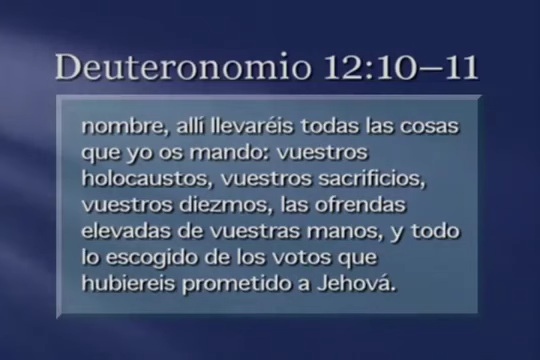 Deuteronomio 12:10–11
nombre, allí llevaréis todas las cosas
que yo os mando: vuestros
holocaustos, vuestros sacrificios,
vuestros diezmos, las ofrendas
elevadas de vuestras manos, y todo
lo escogido de los votos que
hubiereis prometido a Jehová.